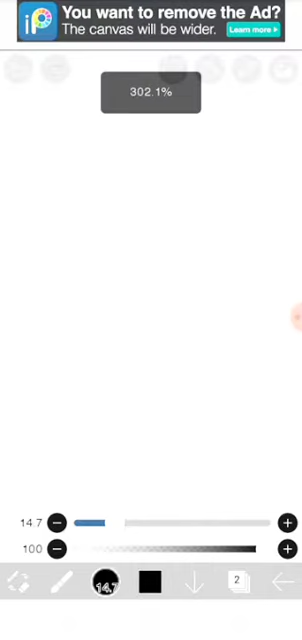 iP
You want to remove the Ad?
The canvas will be wider.
Learn more >
302.1%
14.7
100
14.7
2